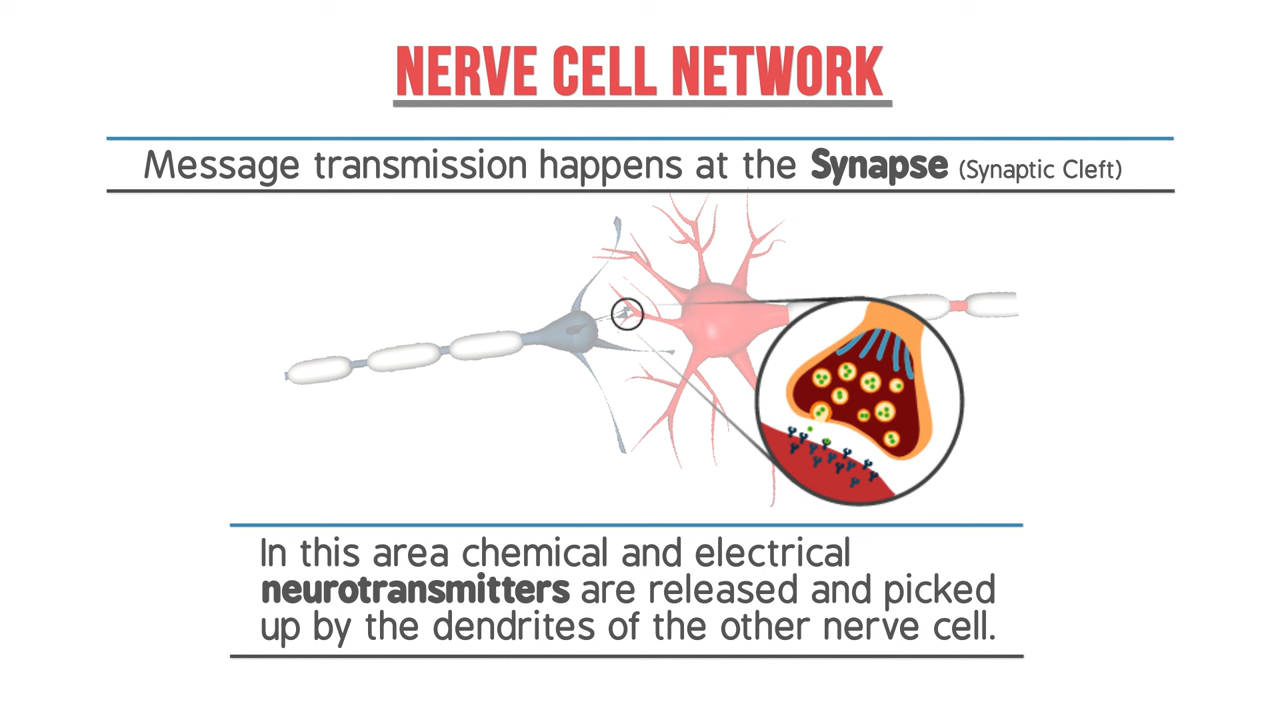 NERVE CELL NETWORK
Message transmission happens at the Synapse (Synaptic Cleft)
In this area chemical and electrical
neurotransmitters are released and picked
up by the dendrites of the other nerve cell.